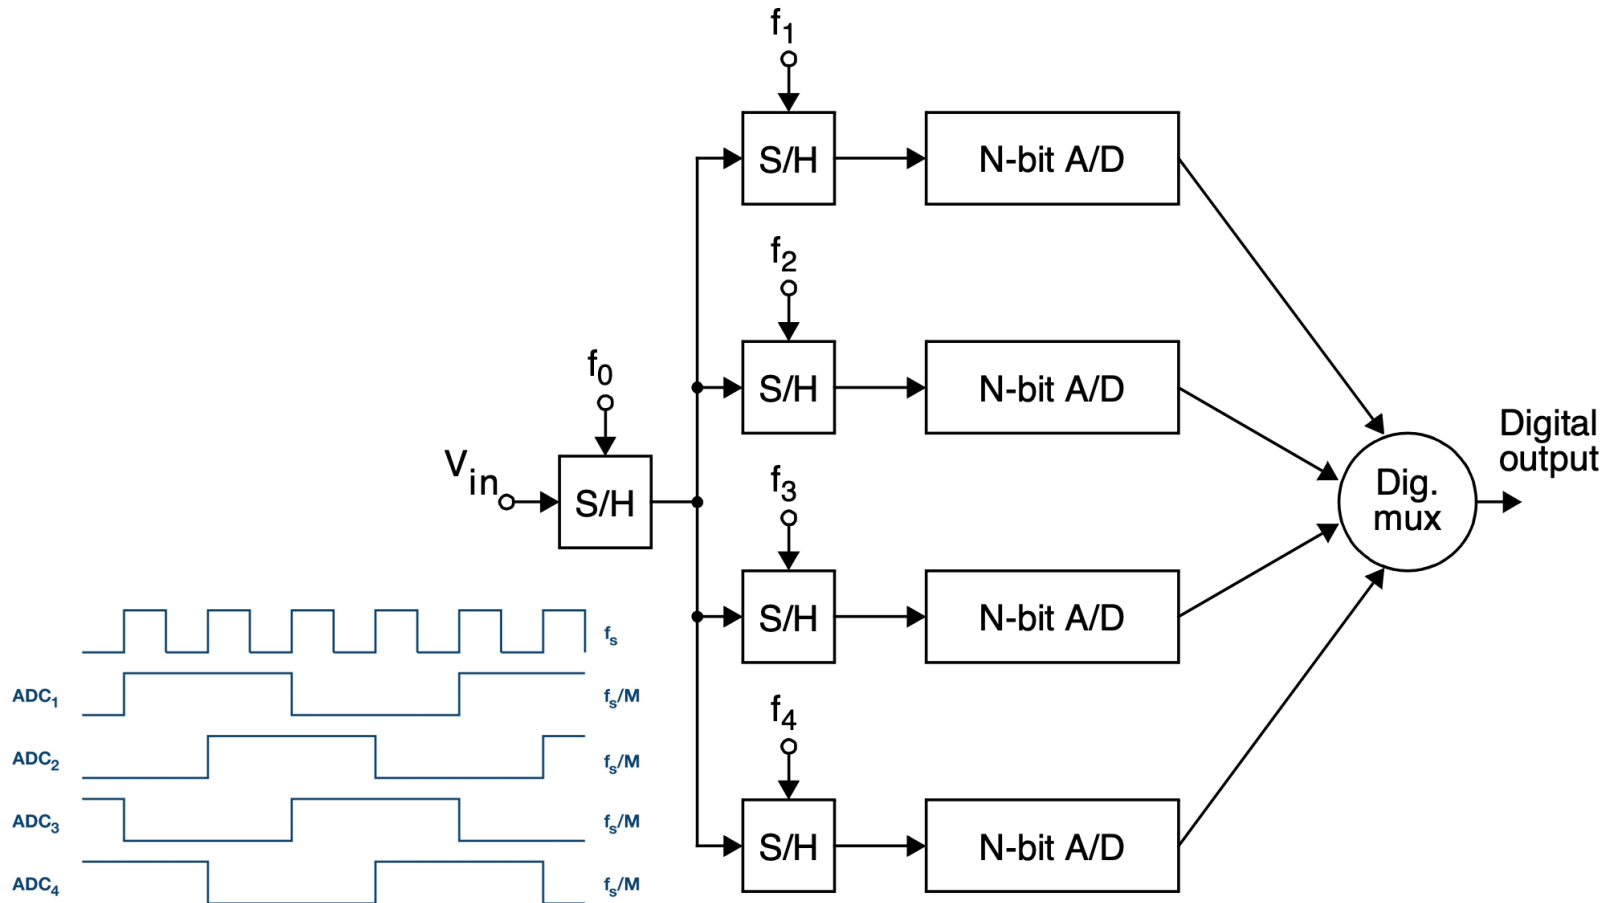 f₁
S/H
N-bit A/D
f₂
S/H
N-bit A/D
f₀
V_in
S/H
Digital
output
Dig.
mux
f₃
S/H
N-bit A/D
f₄
S/H
N-bit A/D
fₛ
ADC₁ fₛ/M
ADC₂ fₛ/M
ADC₃ fₛ/M
ADC₄ fₛ/M